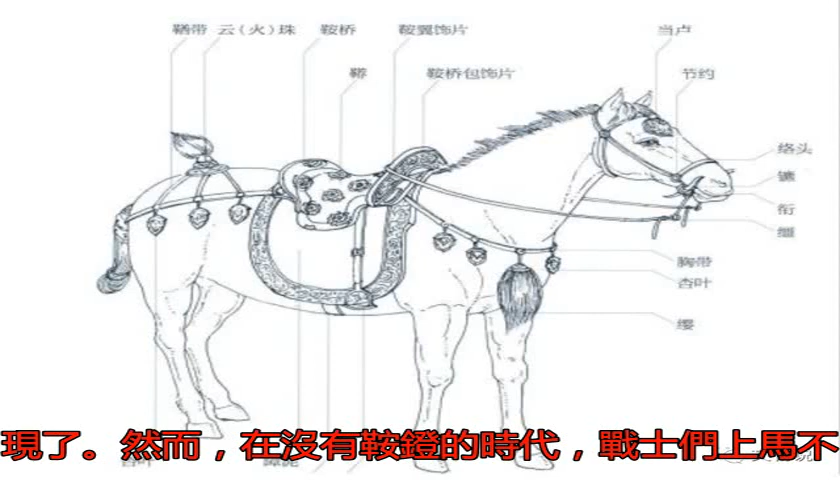 鞧带 云(火)珠 鞍桥 鞍翼饰片 当卢
鞯 鞍桥包饰片 节约
络头
镳
衔
缰
胸带
杏叶
缨
現了。然而，在沒有鞍鐙的時代，戰士們上馬不